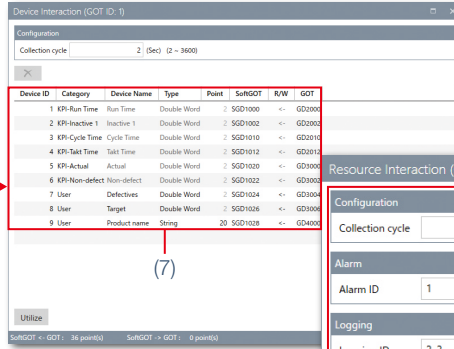 Device Interaction (GOT ID: 1)
Configuration
Collection cycle 2 (Sec) (2 ~ 3600)
Device ID Category Device Name Type Point SoftGOT R/W GOT
1 KPI-Run Time Run Time Double Word 2 SGD1000 <- GD2000
2 KPI-Inactive 1 Inactive 1 Double Word 2 SGD1002 <- GD2002
3 KPI-Cycle Time Cycle Time Double Word 2 SGD1010 <- GD2010
4 KPI-Takt Time Takt Time Double Word 2 SGD1012 <- GD2012
5 KPI-Actual Actual Double Word 2 SGD1020 <- GD3000
6 KPI-Non-defect Non-defect Double Word 2 SGD1022 <- GD3002
7 User Defectives Double Word 2 SGD1024 <- GD3004
8 User Target Double Word 2 SGD1026 <- GD3006
9 User Product name String 20 SGD1028 <- GD4000
(7)
Utilize
SoftGOT <- GOT : 36 point(s) SoftGOT -> GOT : 0 point(s)
Resource Interaction (
Configuration
Collection cycle
Alarm
Alarm ID 1
Logging